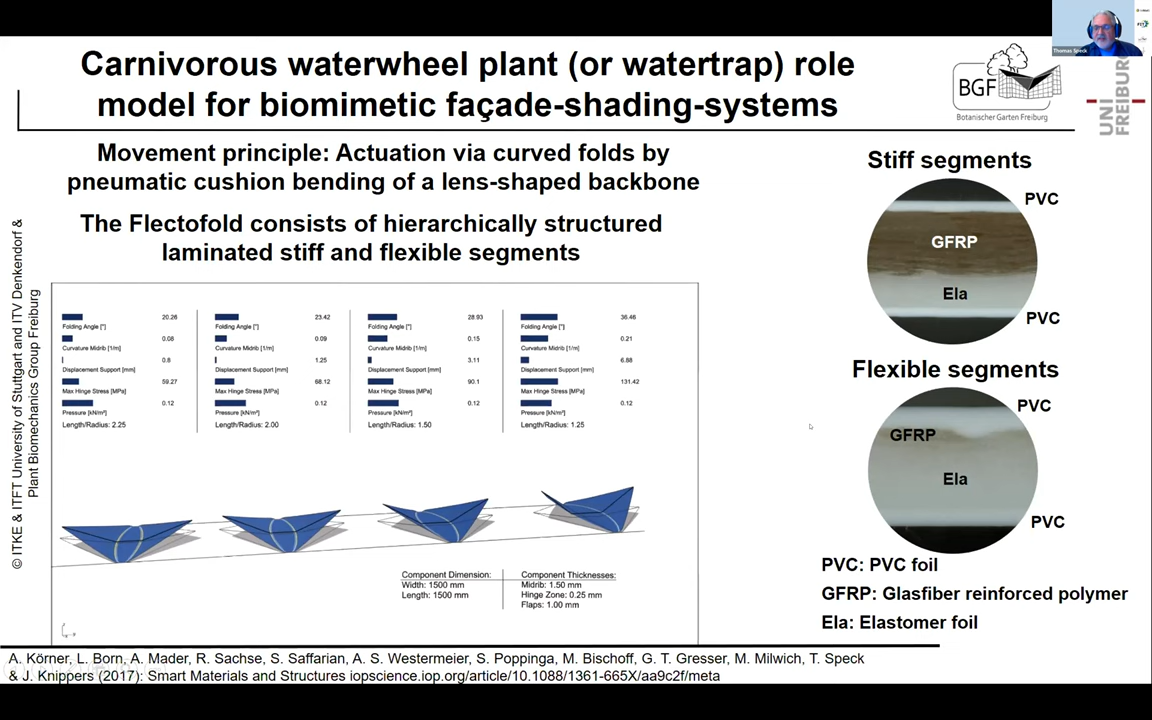 Thomas Speck
Carnivorous waterwheel plant (or watertrap) role
model for biomimetic façade-shading-systems
BGF
Botanischer Garten Freiburg
UNI
FREIBURG
Movement principle: Actuation via curved folds by
pneumatic cushion bending of a lens-shaped backbone
The Flectofold consists of hierarchically structured
laminated stiff and flexible segments
© ITKE & ITFT University of Stuttgart and ITV Denkendorf &
Plant Biomechanics Group Freiburg
20.26
Folding Angle [°]
0.08
Curvature Midrib [1/m]
0.8
Displacement Support [mm]
59.27
Max Hinge Stress [MPa]
0.12
Pressure [kN/m²]
Length/Radius: 2.25
23.42
Folding Angle [°]
0.09
Curvature Midrib [1/m]
1.25
Displacement Support [mm]
68.12
Max Hinge Stress [MPa]
0.12
Pressure [kN/m²]
Length/Radius: 2.00
28.93
Folding Angle [°]
0.15
Curvature Midrib [1/m]
3.11
Displacement Support [mm]
90.1
Max Hinge Stress [MPa]
0.12
Pressure [kN/m²]
Length/Radius: 1.50
36.46
Folding Angle [°]
0.21
Curvature Midrib [1/m]
6.88
Displacement Support [mm]
131.42
Max Hinge Stress [MPa]
0.12
Pressure [kN/m²]
Length/Radius: 1.25
Component Dimension:
Width: 1500 mm
Length: 1500 mm
Component Thicknesses:
Midrib: 1.50 mm
Hinge Zone: 0.25 mm
Flaps: 1.00 mm
Stiff segments
PVC
GFRP
Ela
PVC
Flexible segments
PVC
GFRP
Ela
PVC
PVC: PVC foil
GFRP: Glasfiber reinforced polymer
Ela: Elastomer foil
A. Körner, L. Born, A. Mader, R. Sachse, S. Saffarian, A. S. Westermeier, S. Poppinga, M. Bischoff, G. T. Gresser, M. Milwich, T. Speck
& J. Knippers (2017): Smart Materials and Structures iopscience.iop.org/article/10.1088/1361-665X/aa9c2f/meta